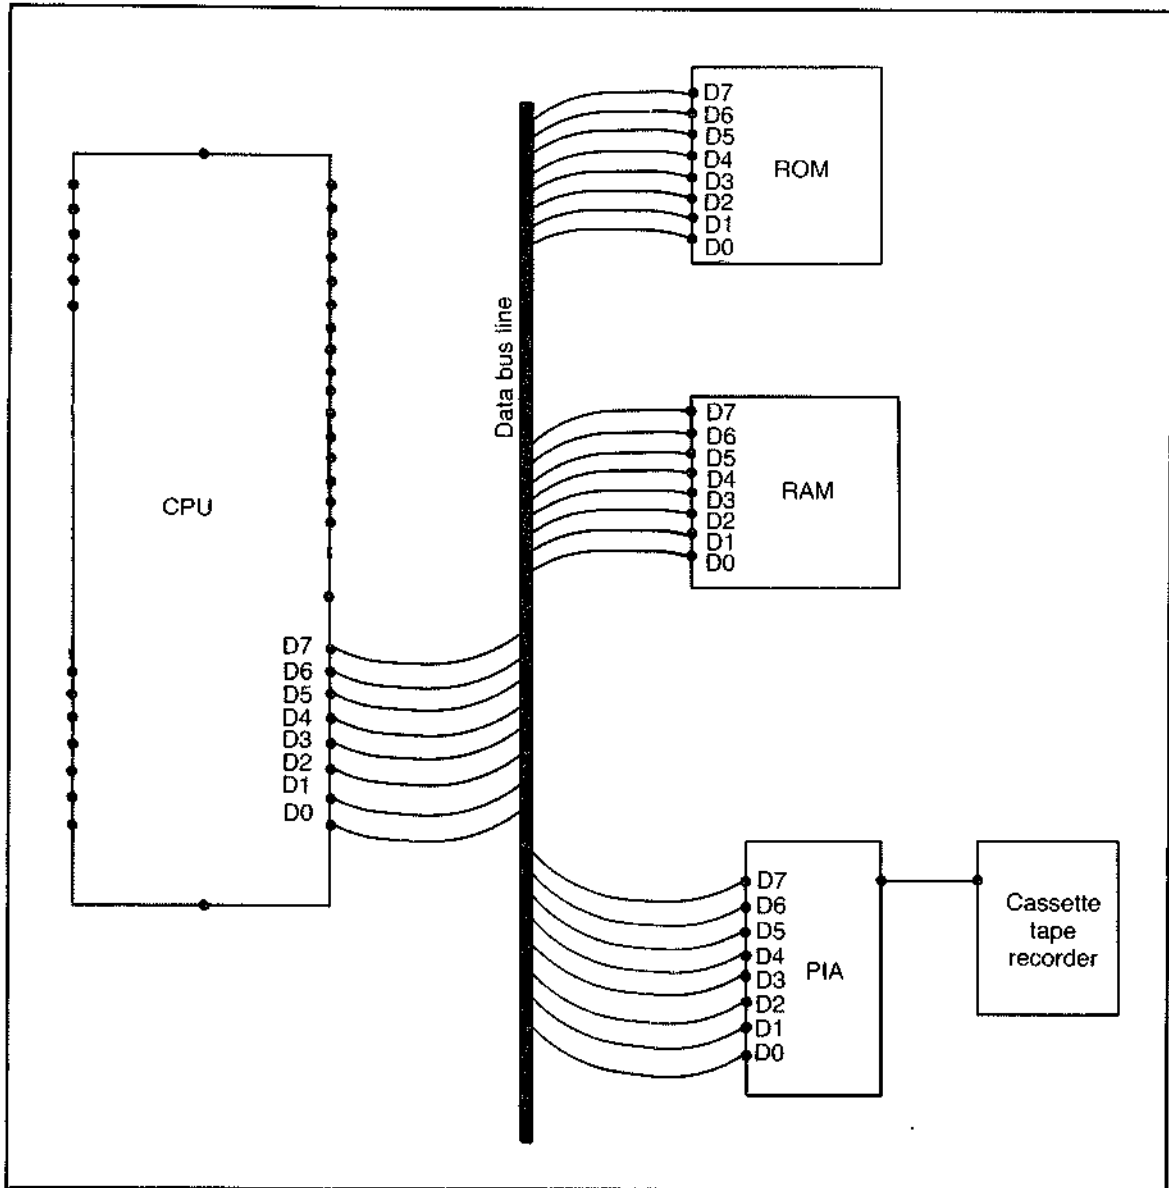 D7
D6
D5
D4
D3
D2
D1
D0
ROM
Data bus line
D7
D6
D5
D4
D3
D2
D1
D0
RAM
CPU
D7
D6
D5
D4
D3
D2
D1
D0
D7
D6
D5
D4
D3
D2
D1
D0
PIA
Cassette
tape
recorder